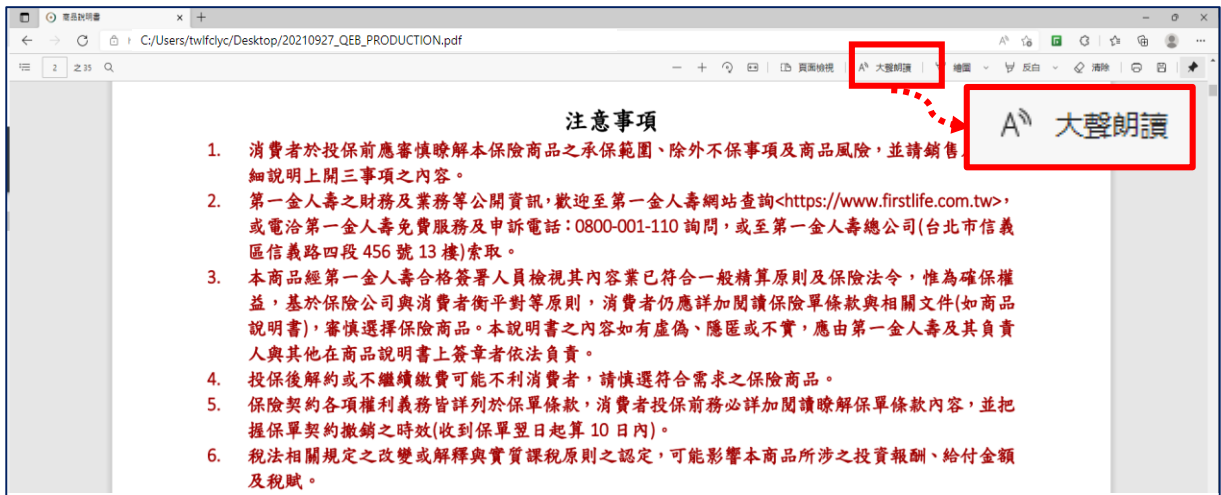 商品說明書
C:/Users/twlfclyc/Desktop/20210927_QEB_PRODUCTION.pdf
2 之 35 頁面檢視 大聲朗讀 繪圖 反白 清除
大聲朗讀
注意事項
1. 消費者於投保前應審慎瞭解本保險商品之承保範圍、除外不保事項及商品風險,並請銷售
細說明上開三事項之內容。
2. 第一金人壽之財務及業務等公開資訊,歡迎至第一金人壽網站查詢<https://www.firstlife.com.tw>,
或電洽第一金人壽免費服務及申訴電話:0800-001-110 詢問,或至第一金人壽總公司(台北市信義
區信義路四段 456 號 13 樓)索取。
3. 本商品經第一金人壽合格簽署人員檢視其內容業已符合一般精算原則及保險法令,惟為確保權
益,基於保險公司與消費者衡平對等原則,消費者仍應詳加閱讀保險單條款與相關文件(如商品
說明書),審慎選擇保險商品。本說明書之內容如有虛偽、隱匿或不實,應由第一金人壽及其負責
人與其他在商品說明書上簽章者依法負責。
4. 投保後解約或不繼續繳費可能不利消費者,請慎選符合需求之保險商品。
5. 保險契約各項權利義務皆詳列於保單條款,消費者投保前務必詳加閱讀瞭解保單條款內容,並把
握保單契約撤銷之時效(收到保單翌日起算 10 日內)。
6. 稅法相關規定之改變或解釋與實質課稅原則之認定,可能影響本商品所涉之投資報酬、給付金額
及稅賦。